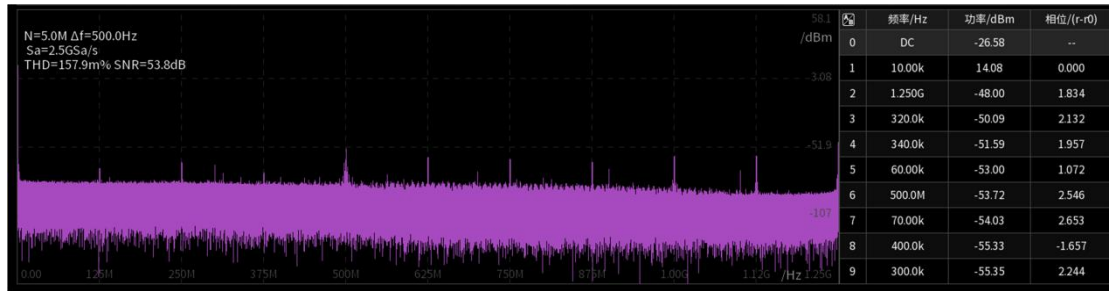 N=5.0M Δf=500.0Hz
Sa=2.5GSa/s
THD=157.9m% SNR=53.8dB
58.1
/dBm
-3.08
-51.9
-107
0.00 125M 250M 375M 500M 625M 750M 875M 1.00G 1.12G /Hz 1.25G
频率/Hz 功率/dBm 相位/(r-r0)
0 DC -26.58 --
1 10.00k 14.08 0.000
2 1.250G -48.00 1.834
3 320.0k -50.09 2.132
4 340.0k -51.59 1.957
5 60.00k -53.00 1.072
6 500.0M -53.72 2.546
7 70.00k -54.03 2.653
8 400.0k -55.33 -1.657
9 300.0k -55.35 2.244